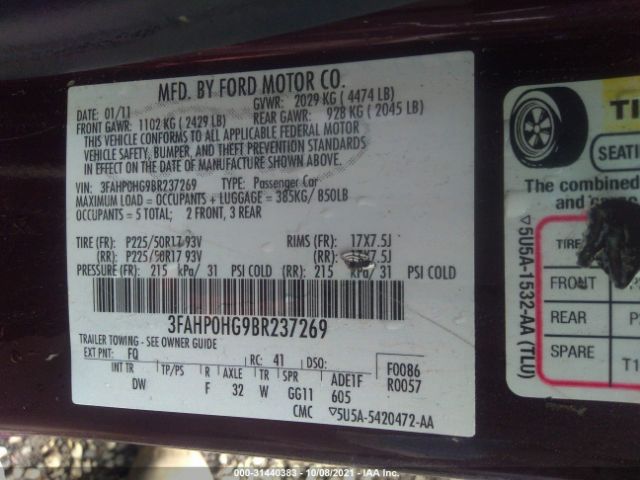 MFD. BY FORD MOTOR CO.
DATE: 01/11
GVWR: 2029 KG ( 4474 LB)
FRONT GAWR: 1102 KG ( 2429 LB)
REAR GAWR: 928 KG ( 2045 LB)
THIS VEHICLE CONFORMS TO ALL APPLICABLE FEDERAL MOTOR
VEHICLE SAFETY, BUMPER, AND THEFT PREVENTION STANDARDS
IN EFFECT ON THE DATE OF MANUFACTURE SHOWN ABOVE.
VIN: 3FAHP0HG9BR237269 TYPE: Passenger Car
MAXIMUM LOAD = OCCUPANTS + LUGGAGE = 385KG/ 850LB
OCCUPANTS = 5 TOTAL; 2 FRONT, 3 REAR
TIRE (FR): P225/50R17 93V RIMS (FR): 17X7.5J
(RR): P225/50R17 93V (RR): 17X7.5J
PRESSURE (FR): 215 kPa/ 31 PSI COLD (RR): 215 kPa/ 31 PSI COLD
3FAHP0HG9BR237269
TRAILER TOWING - SEE OWNER GUIDE
EXT PNT: FQ RC: 41 DSO: F0086
INT TR TP/PS R AXLE TR SPR ADE1F R0057
DW F 32 W GG11 605
CMC ▽5U5A-5420472-AA
TI
SEATI
The combined
TIRE
FRONT
REAR P
SPARE T1
▽5U5A-1532-AA (TLU)
000-31440383 - 10/08/2021 - IAA Inc.